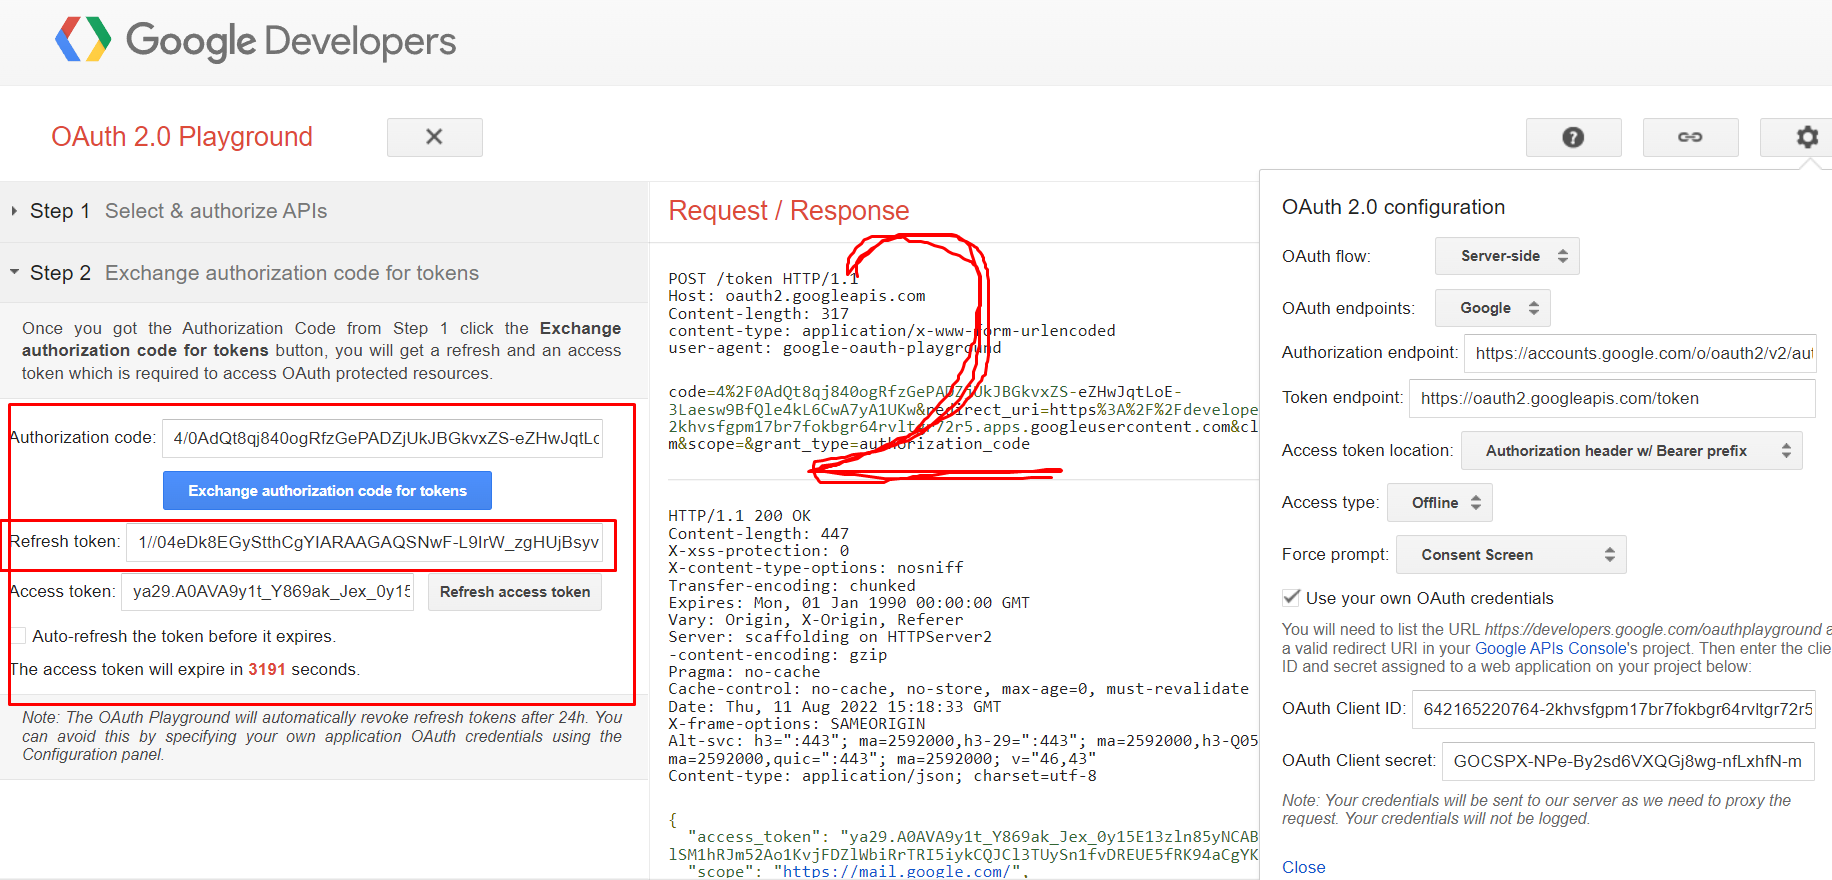 Google Developers
OAuth 2.0 Playground
Step 1 Select & authorize APIs
Step 2 Exchange authorization code for tokens
Once you got the Authorization Code from Step 1 click the Exchange
authorization code for tokens button, you will get a refresh and an access
token which is required to access OAuth protected resources.
Authorization code: 4/0AdQt8qj840ogRfzGePADZjUkJBGkvxZS-eZHwJqtLc
Exchange authorization code for tokens
Refresh token: 1//04eDk8EGyStthCgYIARAAGAQSNwF-L9IrW_zgHUjBsyv
Access token: ya29.A0AVA9y1t_Y869ak_Jex_0y15 Refresh access token
Auto-refresh the token before it expires.
The access token will expire in 3191 seconds.
Note: The OAuth Playground will automatically revoke refresh tokens after 24h. You
can avoid this by specifying your own application OAuth credentials using the
Configuration panel.
Request / Response
2
POST /token HTTP/1.1
Host: oauth2.googleapis.com
Content-length: 317
content-type: application/x-www-form-urlencoded
user-agent: google-oauth-playground
code=4%2F0AdQt8qj840ogRfzGePADZjUkJBGkvxZS-eZHwJqtLoE-
3Laesw9BfQle4kL6CwA7yA1UKw&redirect_uri=https%3A%2F%2Fdevelope
2khvsfgpm17br7fokbgr64rvltgr72r5.apps.googleusercontent.com&cl
m&scope=&grant_type=authorization_code
HTTP/1.1 200 OK
Content-length: 447
X-xss-protection: 0
X-content-type-options: nosniff
Transfer-encoding: chunked
Expires: Mon, 01 Jan 1990 00:00:00 GMT
Vary: Origin, X-Origin, Referer
Server: scaffolding on HTTPServer2
-content-encoding: gzip
Pragma: no-cache
Cache-control: no-cache, no-store, max-age=0, must-revalidate
Date: Thu, 11 Aug 2022 15:18:33 GMT
X-frame-options: SAMEORIGIN
Alt-svc: h3=":443"; ma=2592000,h3-29=":443"; ma=2592000,h3-Q05
ma=2592000,quic=":443"; ma=2592000; v="46,43"
Content-type: application/json; charset=utf-8
{
"access_token": "ya29.A0AVA9y1t_Y869ak_Jex_0y15E13zln85yNCAB
lSM1hRJm52Ao1KvjFDZlWbiRrTRI5iykCQJCl3TUySn1fvDREUE5fRK94aCgYK
"scope": "https://mail.google.com/",
OAuth 2.0 configuration
OAuth flow: Server-side
OAuth endpoints: Google
Authorization endpoint: https://accounts.google.com/o/oauth2/v2/aut
Token endpoint: https://oauth2.googleapis.com/token
Access token location: Authorization header w/ Bearer prefix
Access type: Offline
Force prompt: Consent Screen
Use your own OAuth credentials
You will need to list the URL https://developers.google.com/oauthplayground a
a valid redirect URI in your Google APIs Console's project. Then enter the clie
ID and secret assigned to a web application on your project below:
OAuth Client ID: 642165220764-2khvsfgpm17br7fokbgr64rvltgr72r5
OAuth Client secret: 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
Note: Your credentials will be sent to our server as we need to proxy the
request. Your credentials will not be logged.
Close